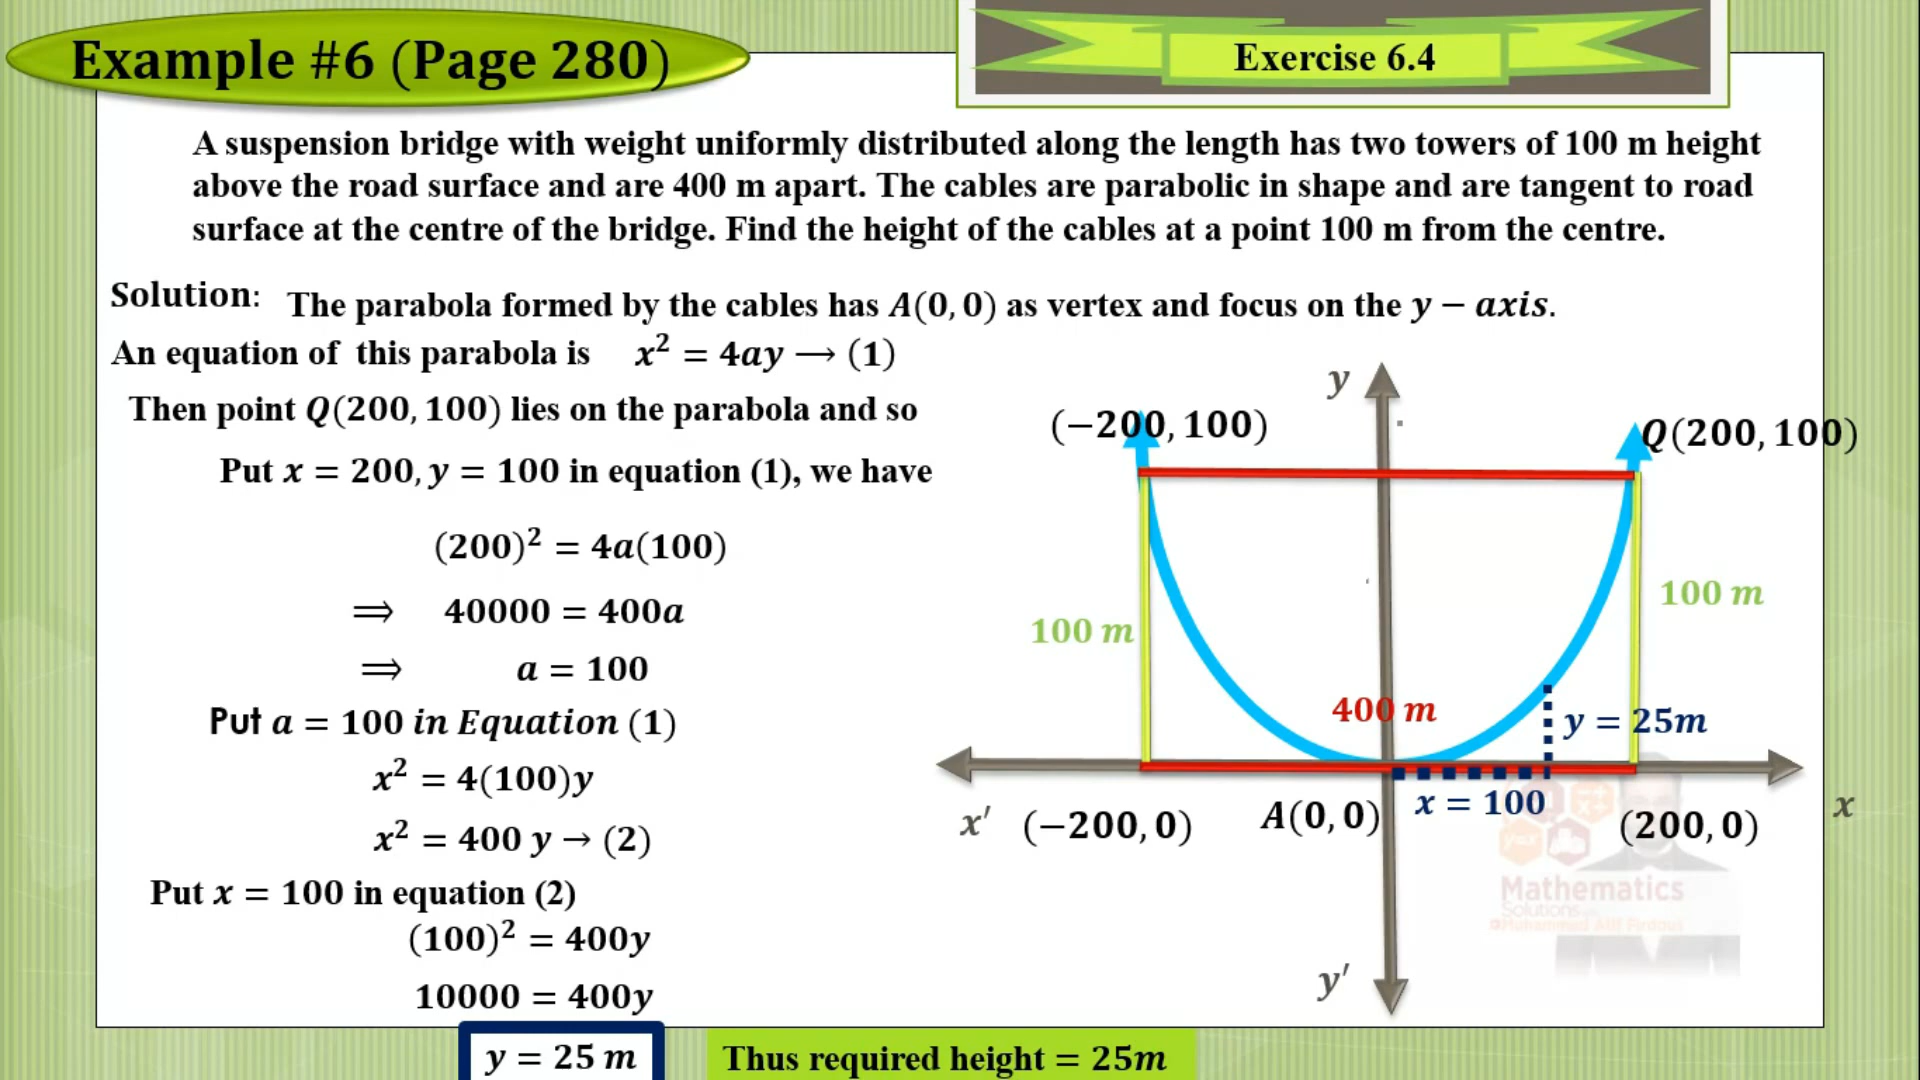 Example #6 (Page 280)
Exercise 6.4
A suspension bridge with weight uniformly distributed along the length has two towers of 100 m height
above the road surface and are 400 m apart. The cables are parabolic in shape and are tangent to road
surface at the centre of the bridge. Find the height of the cables at a point 100 m from the centre.
Solution: The parabola formed by the cables has A(0, 0) as vertex and focus on the y − axis.
An equation of this parabola is x² = 4ay ⟶ (1)
Then point Q(200, 100) lies on the parabola and so
Put x = 200, y = 100 in equation (1), we have
(200)² = 4a(100)
⟹ 40000 = 400a
⟹ a = 100
Put a = 100 in Equation (1)
x² = 4(100)y
x² = 400 y → (2)
Put x = 100 in equation (2)
(100)² = 400y
10000 = 400y
y = 25 m
Thus required height = 25m
y
(−200, 100)
Q(200, 100)
100 m
100 m
400 m
y = 25m
x′
(−200, 0)
A(0, 0)
x = 100
(200, 0)
x
y′
Mathematics
Solutions